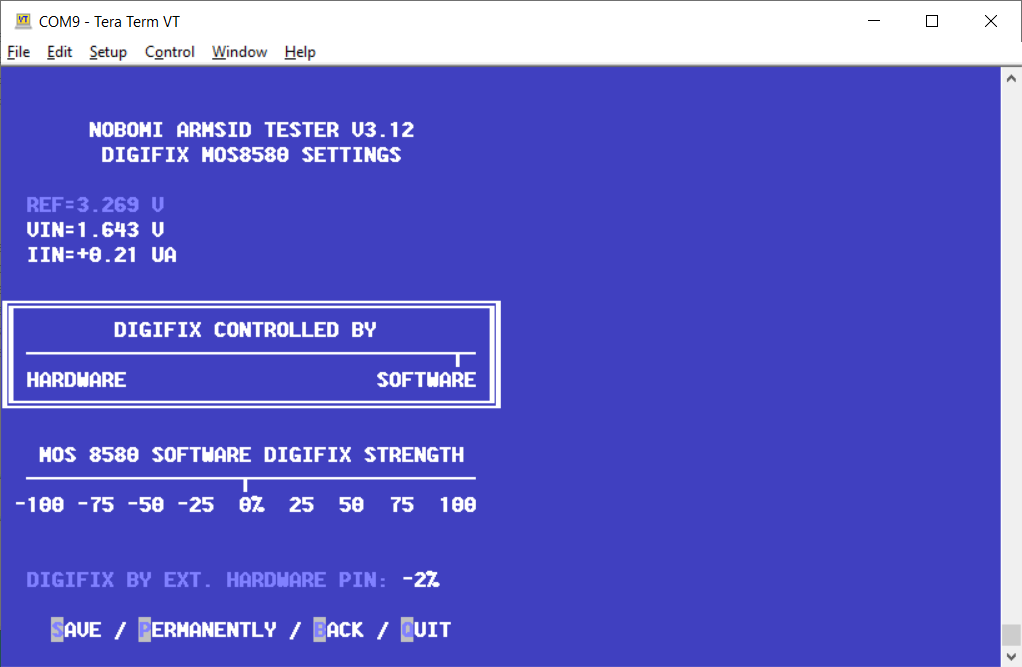 COM9 - Tera Term VT
File Edit Setup Control Window Help
NOBOMI ARMSID TESTER V3.12
DIGIFIX MOS8580 SETTINGS
REF=3.269 V
VIN=1.643 V
IIN=+0.21 UA
DIGIFIX CONTROLLED BY
HARDWARE SOFTWARE
MOS 8580 SOFTWARE DIGIFIX STRENGTH
-100 -75 -50 -25 0% 25 50 75 100
DIGIFIX BY EXT. HARDWARE PIN: -2%
SAVE / PERMANENTLY / BACK / QUIT